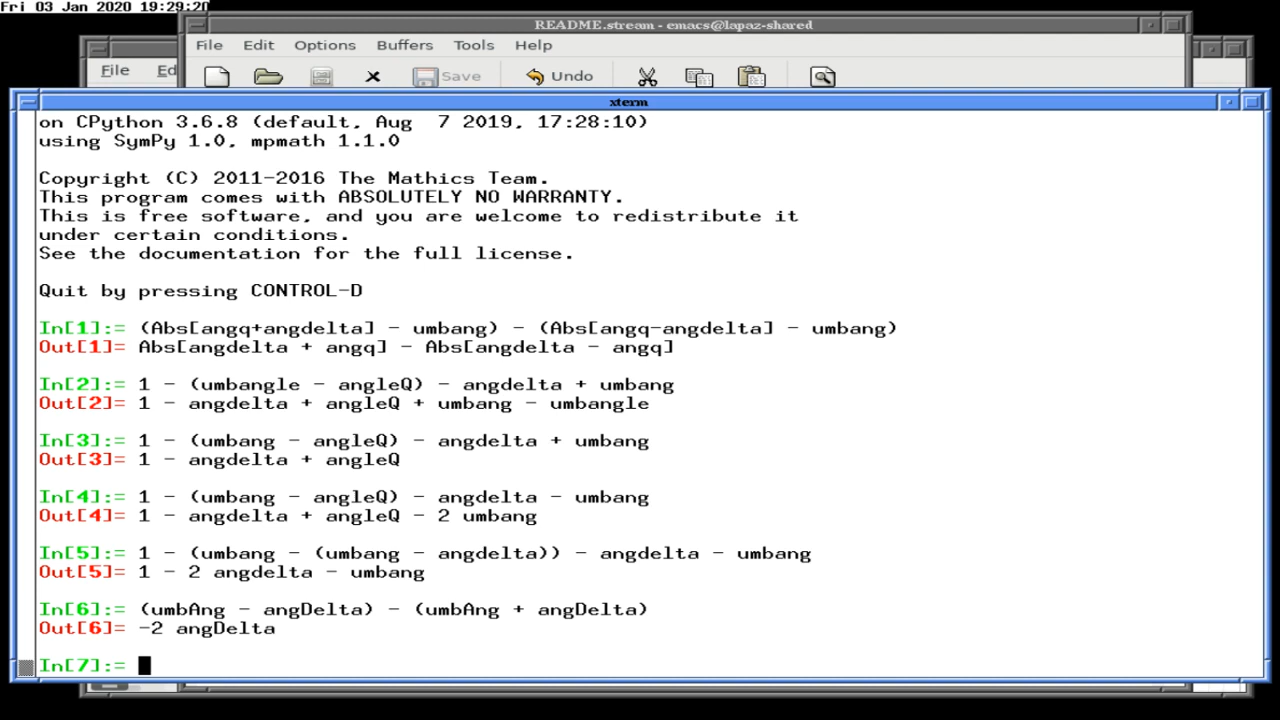 Fri 03 Jan 2020 19:29:20
README.stream - emacs@lapaz-shared
File Edit Options Buffers Tools Help
File Ed
Save Undo
xterm
on CPython 3.6.8 (default, Aug  7 2019, 17:28:10)
using SymPy 1.0, mpmath 1.1.0
Copyright (C) 2011-2016 The Mathics Team.
This program comes with ABSOLUTELY NO WARRANTY.
This is free software, and you are welcome to redistribute it
under certain conditions.
See the documentation for the full license.
Quit by pressing CONTROL-D
In[1]:= (Abs[angq+angdelta] - umbang) - (Abs[angq-angdelta] - umbang)
Out[1]= Abs[angdelta + angq] - Abs[angdelta - angq]
In[2]:= 1 - (umbangle - angleQ) - angdelta + umbang
Out[2]= 1 - angdelta + angleQ + umbang - umbangle
In[3]:= 1 - (umbang - angleQ) - angdelta + umbang
Out[3]= 1 - angdelta + angleQ
In[4]:= 1 - (umbang - angleQ) - angdelta - umbang
Out[4]= 1 - angdelta + angleQ - 2 umbang
In[5]:= 1 - (umbang - (umbang - angdelta)) - angdelta - umbang
Out[5]= 1 - 2 angdelta - umbang
In[6]:= (umbAng - angDelta) - (umbAng + angDelta)
Out[6]= -2 angDelta
In[7]:=